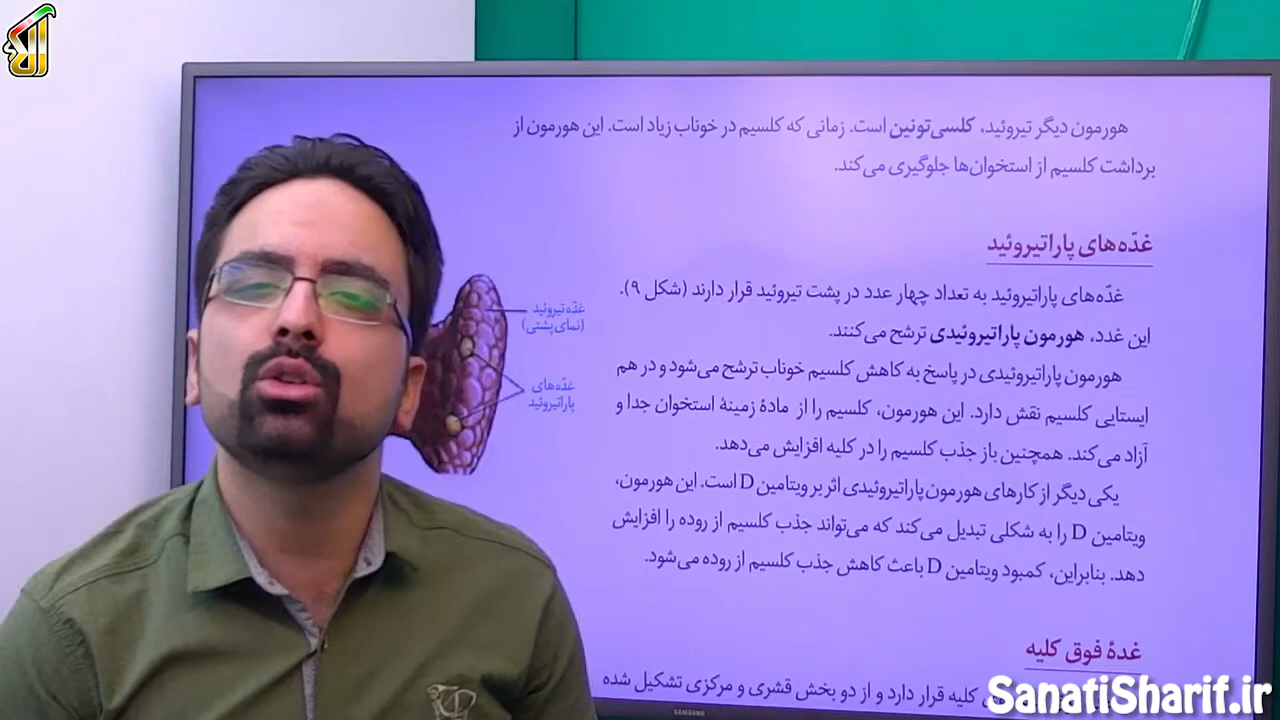 هورمون دیگر تیروئید، کلسی‌تونین است. زمانی که کلسیم در خوناب زیاد است. این هورمون از
برداشت کلسیم از استخوان‌ها جلوگیری می‌کند.
غدّه‌های پاراتیروئید
غدّه‌های پاراتیروئید به تعداد چهار عدد در پشت تیروئید قرار دارند (شکل ۹).
این غدد، هورمون پاراتیروئیدی ترشح می‌کنند.
هورمون پاراتیروئیدی در پاسخ به کاهش کلسیم خوناب ترشح می‌شود و در هم
ایستایی کلسیم نقش دارد. این هورمون، کلسیم را از مادهٔ زمینهٔ استخوان جدا و
آزاد می‌کند. همچنین باز جذب کلسیم را در کلیه افزایش می‌دهد.
یکی دیگر از کارهای هورمون پاراتیروئیدی اثر بر ویتامین D است. این هورمون،
ویتامین D را به شکلی تبدیل می‌کند که می‌تواند جذب کلسیم از روده را افزایش
دهد. بنابراین، کمبود ویتامین D باعث کاهش جذب کلسیم از روده می‌شود.
غدّه تیروئید
(نمای پشتی)
غدّه‌های
پاراتیروئید
غدهٔ فوق کلیه
کلیه قرار دارد و از دو بخش قشری و مرکزی تشکیل شده
SAMSUNG
SanatiSharif.ir